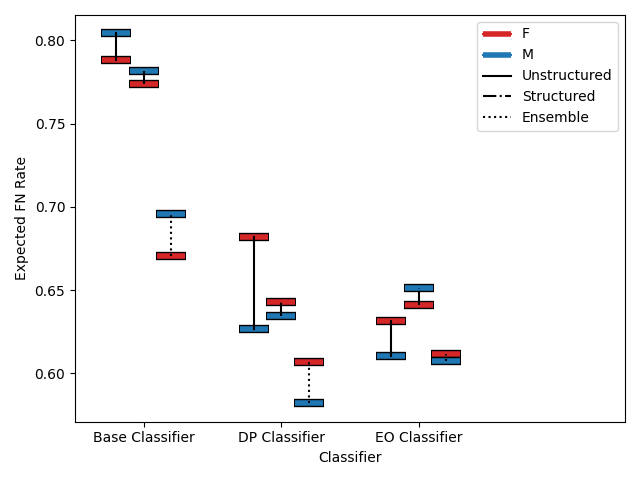 F
M
Unstructured
Structured
Ensemble
Expected FN Rate
0.80
0.75
0.70
0.65
0.60
Base Classifier
DP Classifier
EO Classifier
Classifier